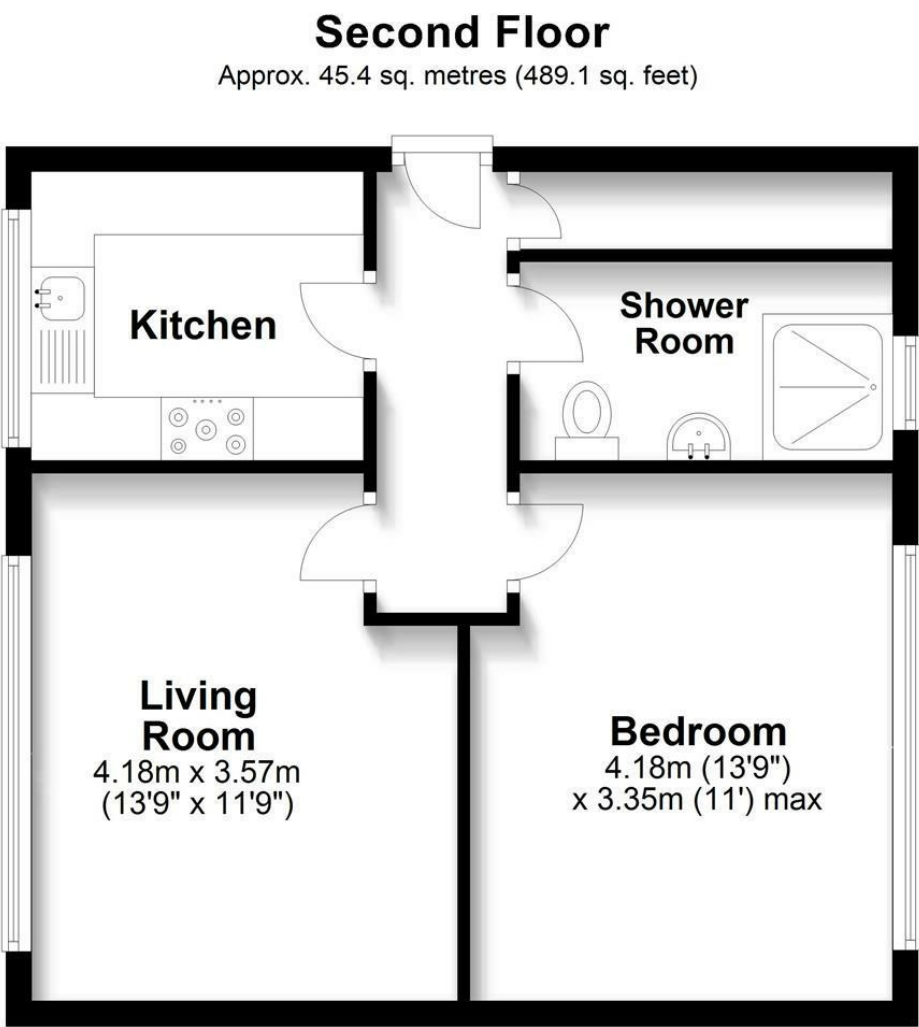 Second Floor
Approx. 45.4 sq. metres (489.1 sq. feet)
Kitchen
Shower
Room
Living
Room
4.18m x 3.57m
(13'9" x 11'9")
Bedroom
4.18m (13'9")
x 3.35m (11') max